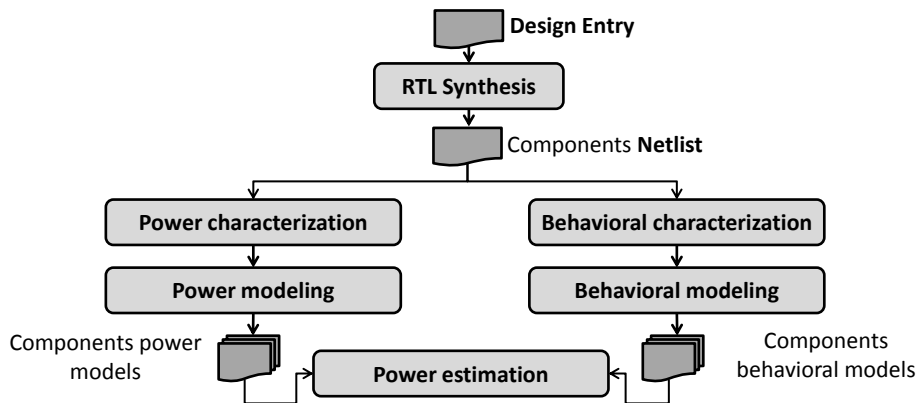 Design Entry
RTL Synthesis
Components Netlist
Power characterization
Behavioral characterization
Power modeling
Behavioral modeling
Components power
models
Components
behavioral models
Power estimation